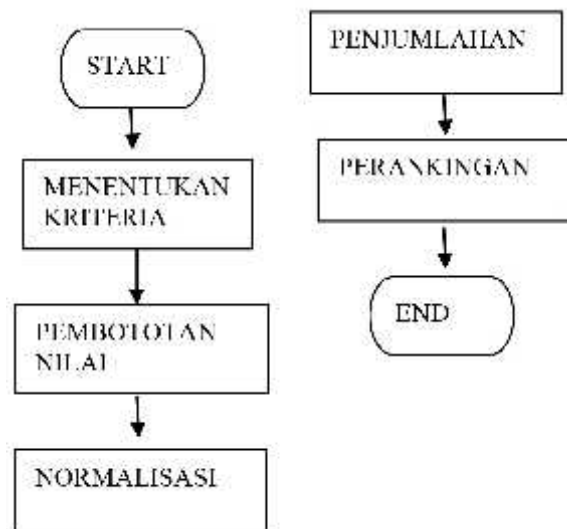 START
MENENTUKAN
KRITERIA
PEMBOTOTAN
NILAI
NORMALISASI
PENJUMLAHAN
PERANKINGAN
END